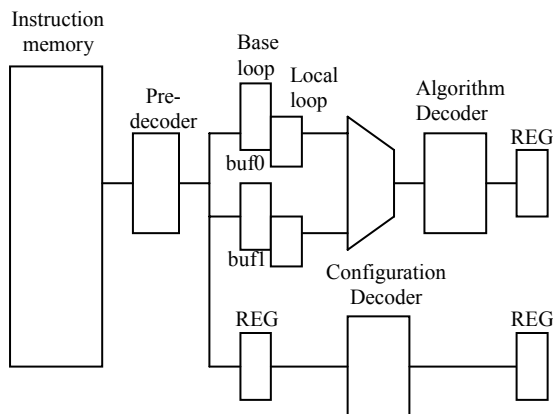 Instruction
memory
Base
loop
Local
loop
Pre-
decoder
Algorithm
Decoder
REG
buf0
buf1
Configuration
Decoder
REG
REG